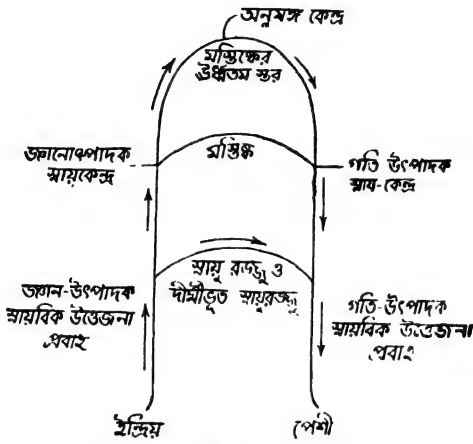 অনুষঙ্গ কেন্দ্র
মস্তিষ্কের
ঊর্ধ্বতম স্তর
জ্ঞানোৎপাদক
স্নায়ুকেন্দ্র
মস্তিষ্ক
গতি উৎপাদক
স্নায়ু-কেন্দ্র
স্নায়ু রজ্জু ও
দীর্ঘীভূত স্নায়ুরজ্জু
জ্ঞান-উৎপাদক
স্নায়বিক উত্তেজনা
প্রবাহ
গতি-উৎপাদক
স্নায়বিক উত্তেজনা
প্রবাহ
ইন্দ্রিয়
পেশী